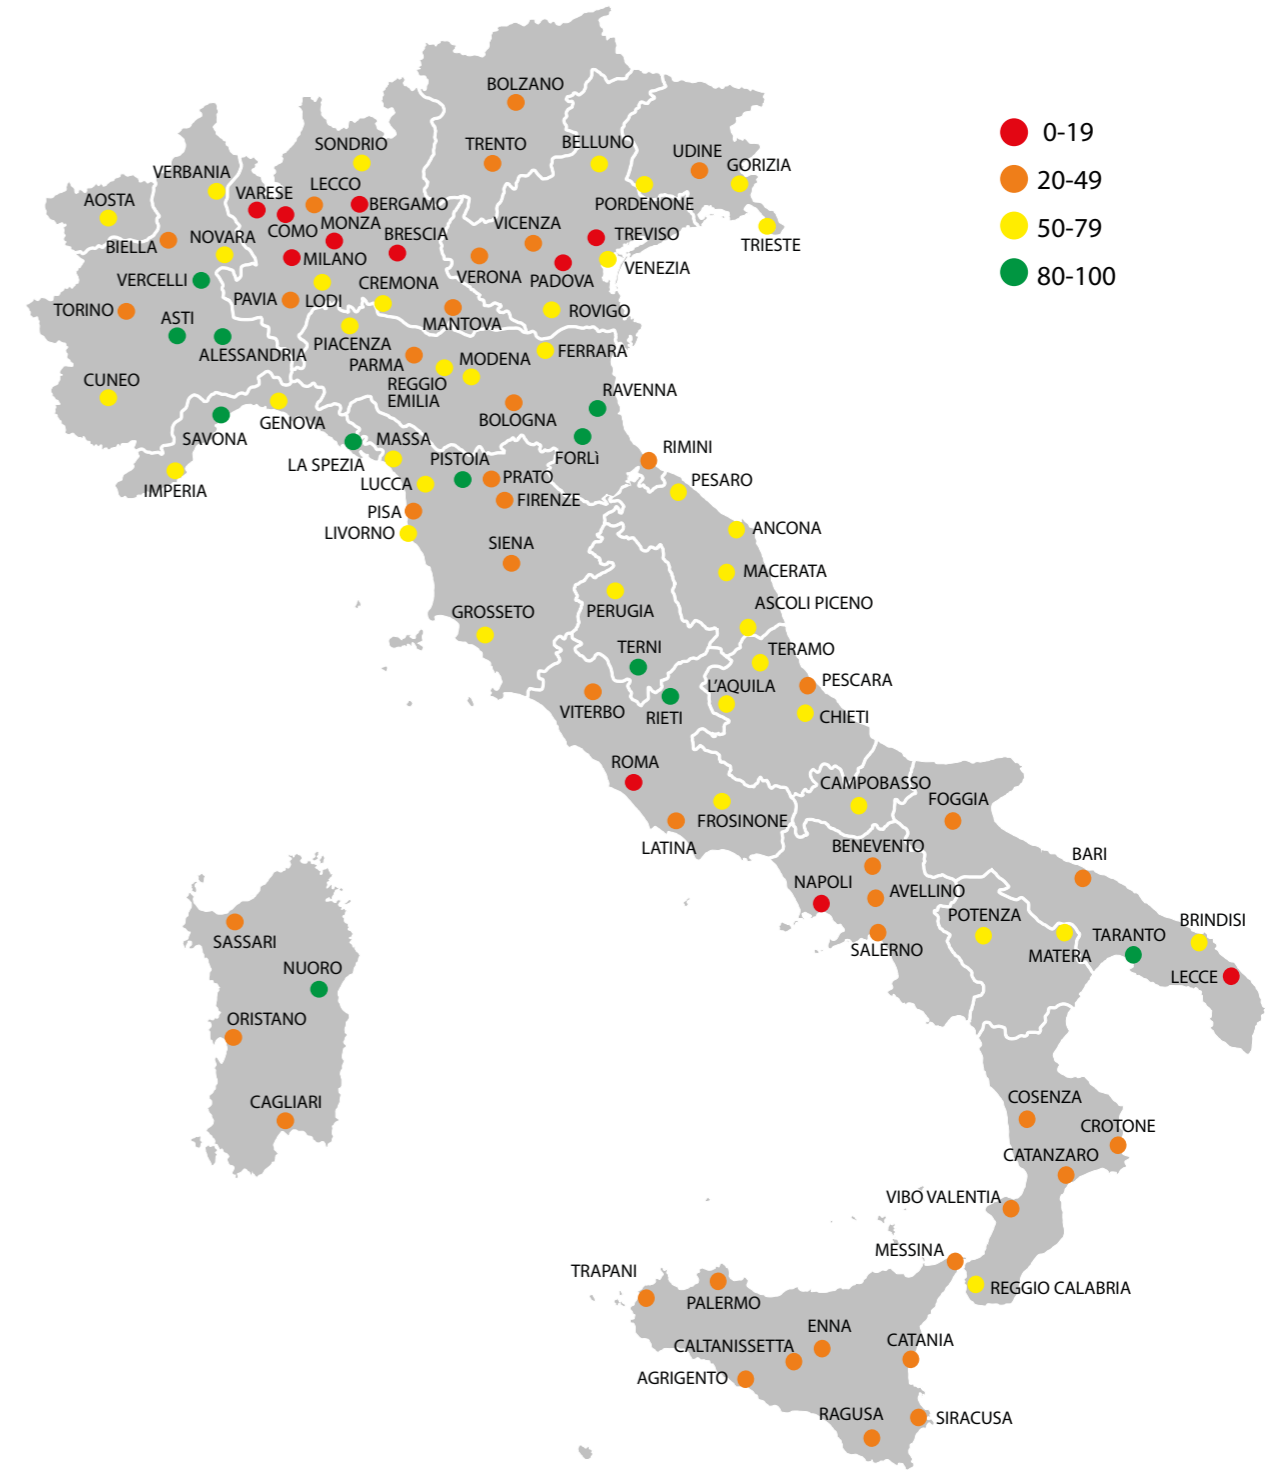 BOLZANO
0-19
SONDRIO
TRENTO
BELLUNO
UDINE
GORIZIA
20-49
VERBANIA
LECCO
AOSTA
VARESE
BERGAMO
PORDENONE
50-79
COMO
MONZA
BRESCIA
VICENZA
TREVISO
TRIESTE
BIELLA
NOVARA
MILANO
VERONA
PADOVA
VENEZIA
VERCELLI
CREMONA
80-100
TORINO
PAVIA
LODI
ROVIGO
ASTI
MANTOVA
PIACENZA
ALESSANDRIA
PARMA
MODENA
FERRARA
CUNEO
REGGIO
EMILIA
RAVENNA
GENOVA
BOLOGNA
SAVONA
MASSA
LA SPEZIA
PISTOIA
FORLì
RIMINI
IMPERIA
LUCCA
PRATO
PESARO
PISA
FIRENZE
LIVORNO
ANCONA
SIENA
MACERATA
GROSSETO
PERUGIA
ASCOLI PICENO
TERNI
TERAMO
L'AQUILA
PESCARA
VITERBO
RIETI
CHIETI
ROMA
CAMPOBASSO
FOGGIA
FROSINONE
LATINA
BENEVENTO
BARI
NAPOLI
AVELLINO
POTENZA
BRINDISI
SASSARI
SALERNO
MATERA
TARANTO
NUORO
LECCE
ORISTANO
CAGLIARI
COSENZA
CROTONE
CATANZARO
VIBO VALENTIA
MESSINA
TRAPANI
REGGIO CALABRIA
PALERMO
ENNA
CALTANISSETTA
CATANIA
AGRIGENTO
RAGUSA
SIRACUSA